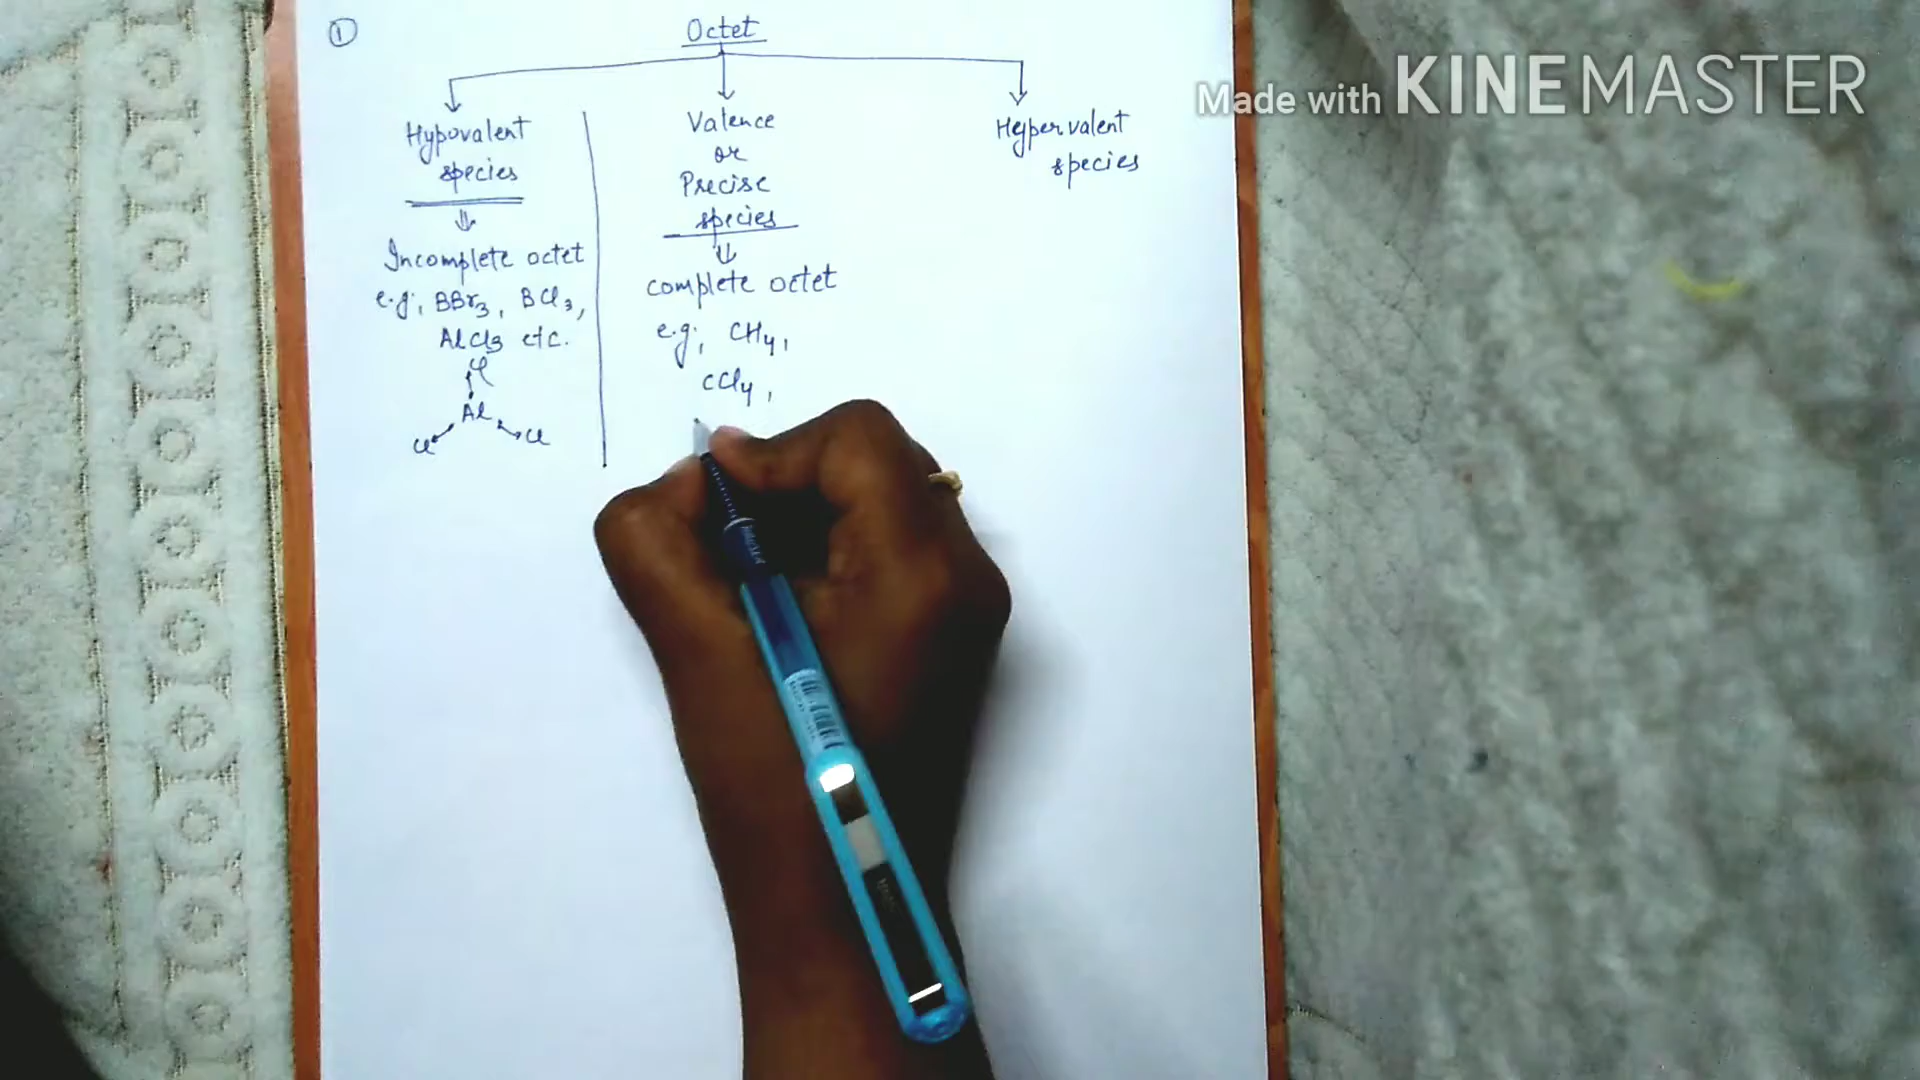 ①
Octet
Hypovalent
species
⇓
Incomplete octet
e.g., BBr3, BCl3,
AlCl3 etc.
Cl
Al
Cl Cl
Valence
or
Precise
species
⇓
complete octet
e.g., CH4,
CCl4,
Hypervalent
species
Made with KINEMASTER